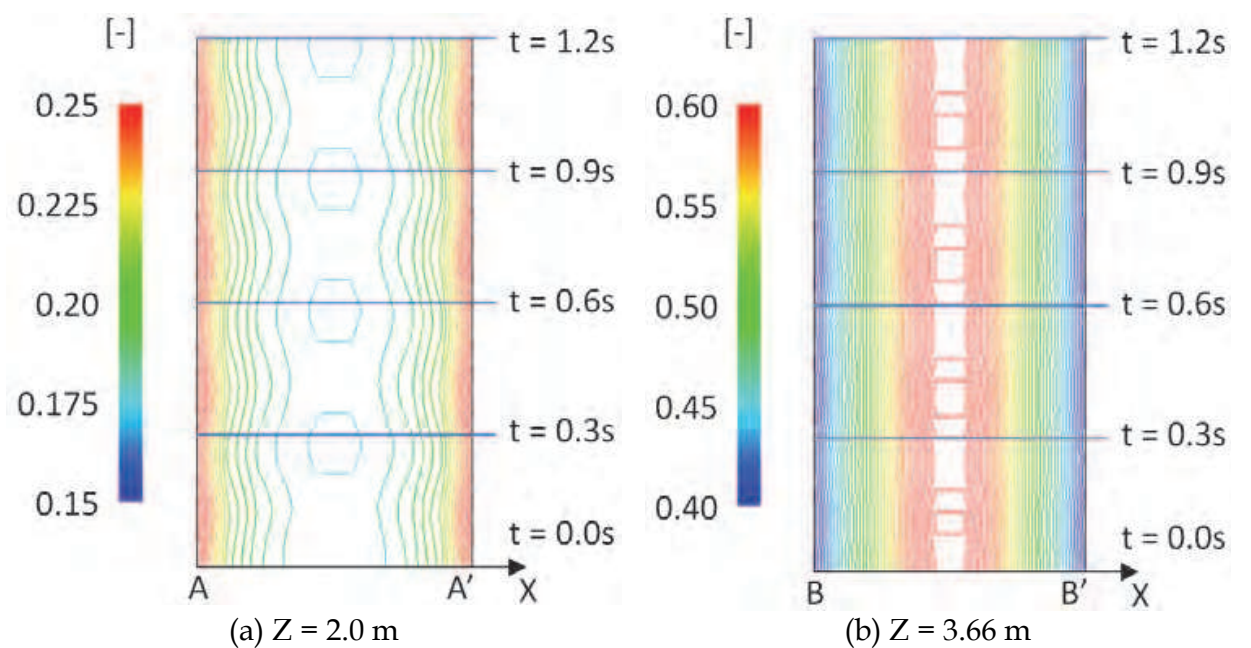 [-]
0.25
0.225
0.20
0.175
0.15
t = 1.2s
t = 0.9s
t = 0.6s
t = 0.3s
t = 0.0s
A
A′
X
(a) Z = 2.0 m
[-]
0.60
0.55
0.50
0.45
0.40
t = 1.2s
t = 0.9s
t = 0.6s
t = 0.3s
t = 0.0s
B
B′
X
(b) Z = 3.66 m